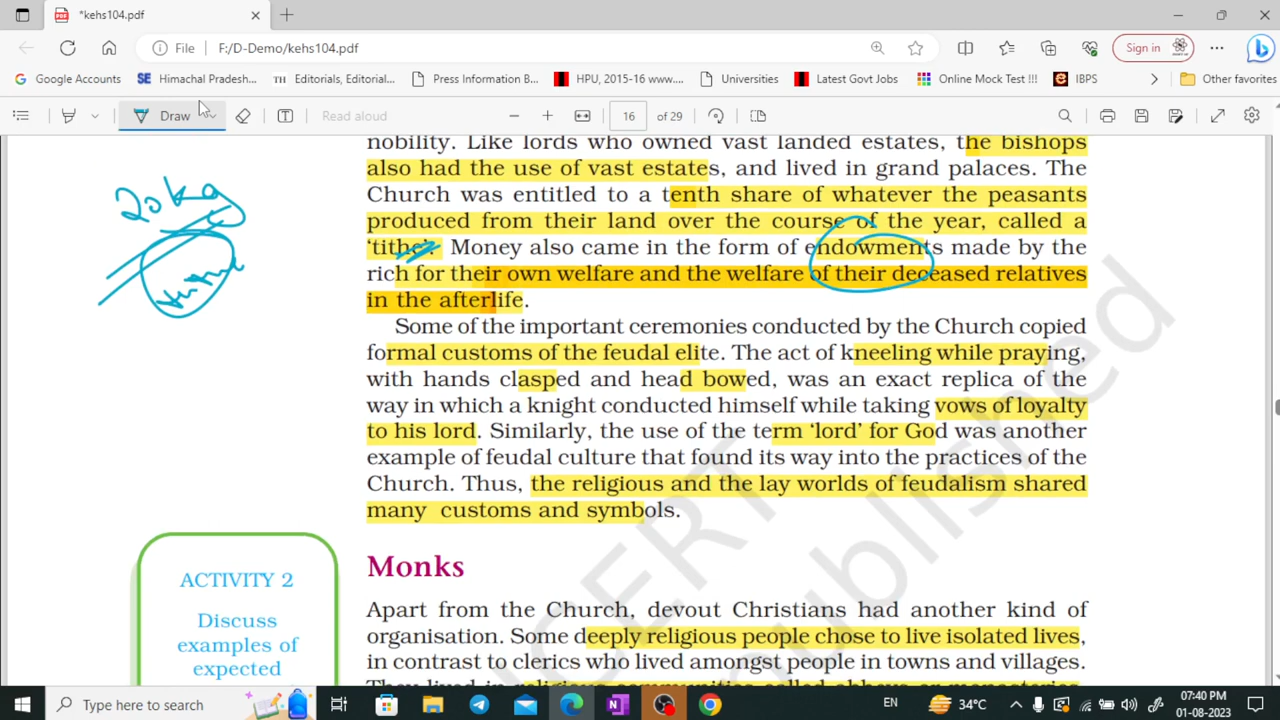 *kehs104.pdf
File F:/D-Demo/kehs104.pdf Sign in
Google Accounts Himachal Pradesh... Editorials, Editorial... Press Information B... HPU, 2015-16 www.... Universities Latest Govt Jobs Online Mock Test !!! IBPS Other favorites
Draw Read aloud 16 of 29
nobility. Like lords who owned vast landed estates, the bishops
also had the use of vast estates, and lived in grand palaces. The
Church was entitled to a tenth share of whatever the peasants
produced from their land over the course of the year, called a
‘tithe’. Money also came in the form of endowments made by the
rich for their own welfare and the welfare of their deceased relatives
in the afterlife.
20 kg
Some of the important ceremonies conducted by the Church copied
formal customs of the feudal elite. The act of kneeling while praying,
with hands clasped and head bowed, was an exact replica of the
way in which a knight conducted himself while taking vows of loyalty
to his lord. Similarly, the use of the term ‘lord’ for God was another
example of feudal culture that found its way into the practices of the
Church. Thus, the religious and the lay worlds of feudalism shared
many customs and symbols.
Monks
Apart from the Church, devout Christians had another kind of
organisation. Some deeply religious people chose to live isolated lives,
in contrast to clerics who lived amongst people in towns and villages.
They lived in religious communities called abbeys or monasteries
ACTIVITY 2
Discuss
examples of
expected
published
Type here to search
34°C EN 07:40 PM
01-08-2023